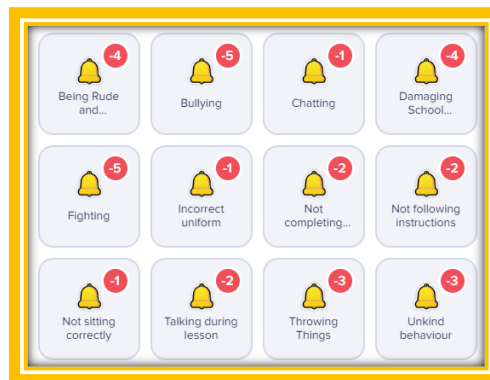 -4
Being Rude
and...
-5
Bullying
-1
Chatting
-4
Damaging
School...
-5
Fighting
-1
Incorrect
uniform
-2
Not
completing...
-2
Not following
instructions
-1
Not sitting
correctly
-2
Talking during
lesson
-3
Throwing
Things
-3
Unkind
behaviour